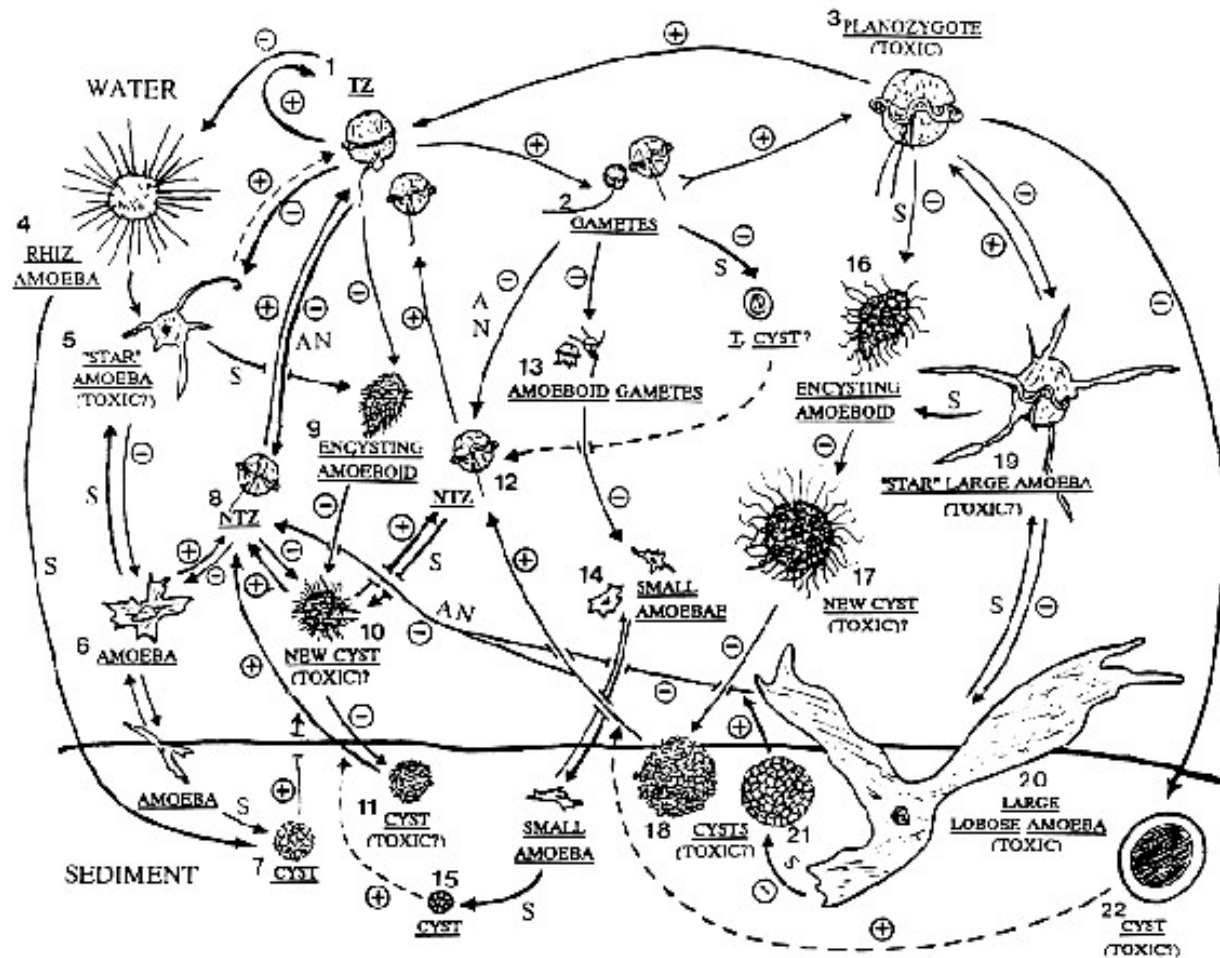 1
TZ
WATER
3 PLANOZYGOTE
(TOXIC)
2
GAMETES
4
RHIZ
AMOEBA
5
"STAR"
AMOEBA
(TOXIC?)
S
AN
S
A
N
S
T. CYST?
13
AMOEBOID GAMETES
16
ENCYSTING
AMOEBOID
S
19
"STAR" LARGE AMOEBA
(TOXIC?)
9
ENCYSTING
AMOEBOID
8
NTZ
12
NTZ
S
S
S
6 AMOEBA
10
NEW CYST
(TOXIC)?
AN
14
SMALL
AMOEBAE
17
NEW CYST
(TOXIC)?
S
AMOEBA
S
7 CYST
SEDIMENT
11
CYST
(TOXIC?)
15
CYST
S
SMALL
AMOEBA
18
CYSTS
(TOXIC?)
21
S
20
LARGE
LOBOSE AMOEBA
(TOXIC)
22
CYST
(TOXIC?)